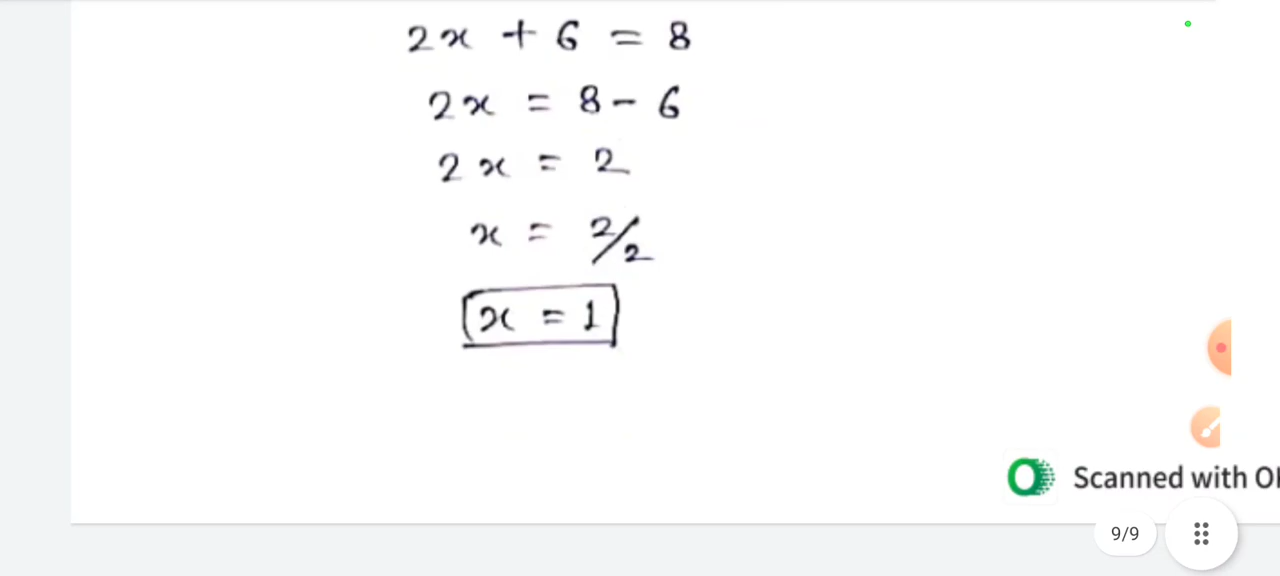 2x + 6 = 8
2x = 8 - 6
2x = 2
x = 2/2
x = 1
Scanned with
9/9